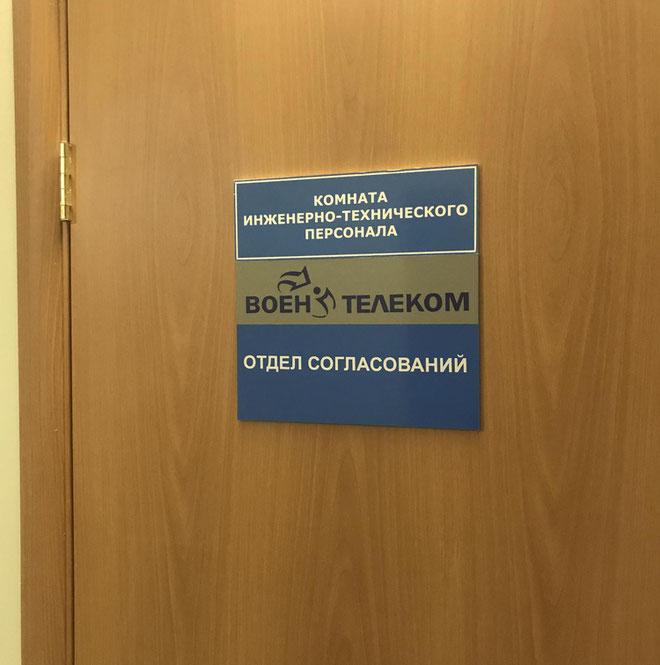 КОМНАТА
ИНЖЕНЕРНО-ТЕХНИЧЕСКОГО
ПЕРСОНАЛА
ВОЕН ТЕЛЕКОМ
ОТДЕЛ СОГЛАСОВАНИЙ